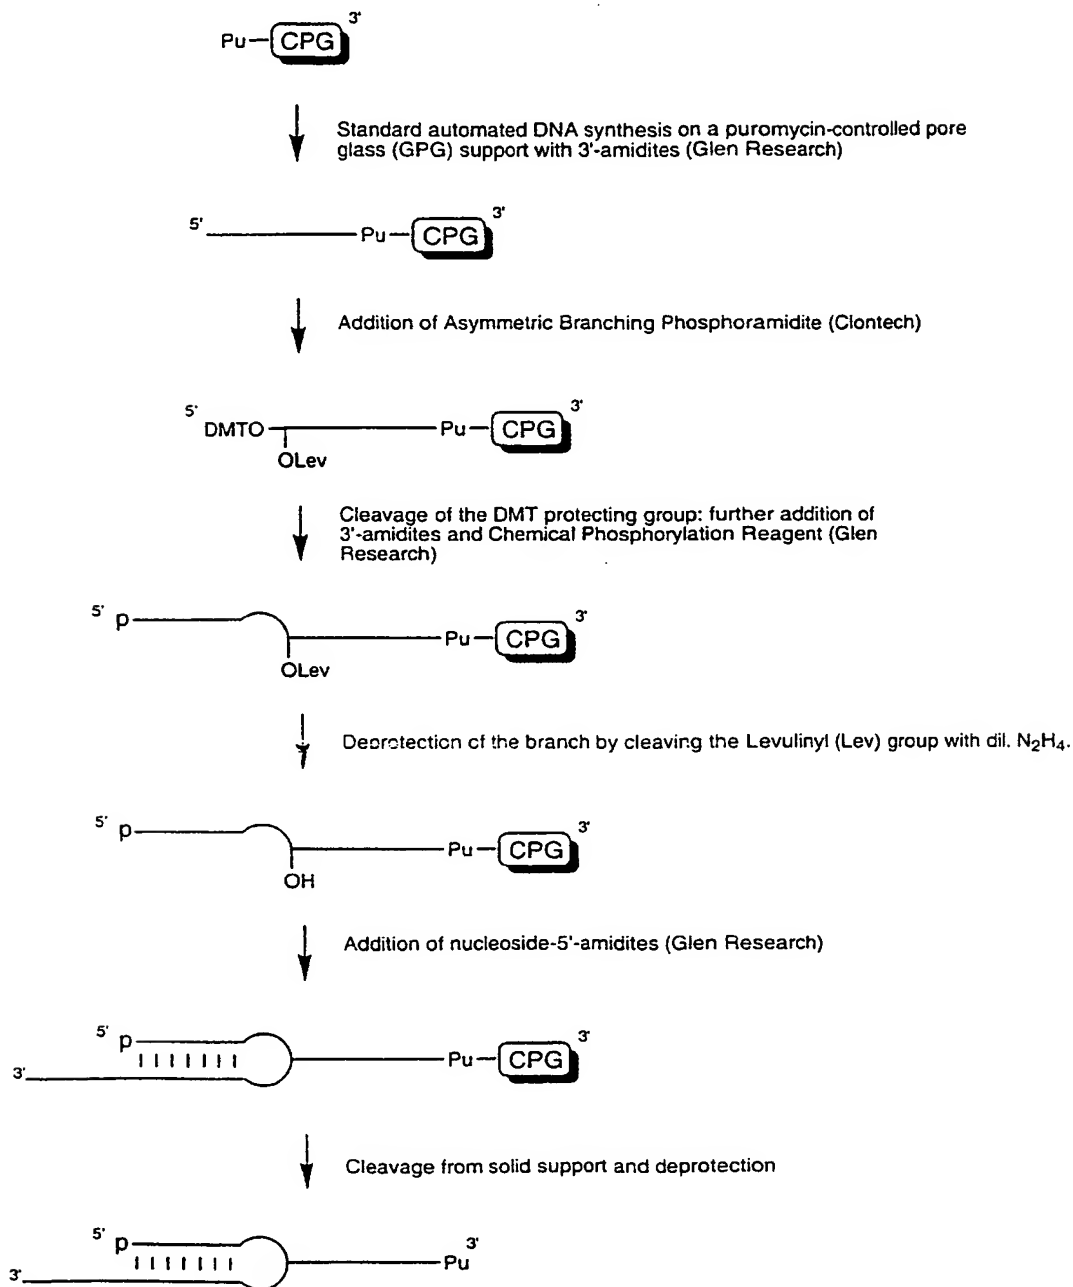 3'
Pu CPG
Standard automated DNA synthesis on a puromycin-controlled pore
glass (GPG) support with 3'-amidites (Glen Research)
5' 3'
Pu CPG
Addition of Asymmetric Branching Phosphoramidite (Clontech)
5' 3'
DMTO Pu CPG
OLev
Cleavage of the DMT protecting group: further addition of
3'-amidites and Chemical Phosphorylation Reagent (Glen
Research)
5' p 3'
Pu CPG
OLev
Deprotection of the branch by cleaving the Levulinyl (Lev) group with dil. N₂H₄.
5' p 3'
Pu CPG
OH
Addition of nucleoside-5'-amidites (Glen Research)
5' p 3'
Pu CPG
3'
Cleavage from solid support and deprotection
5' p 3'
Pu
3'